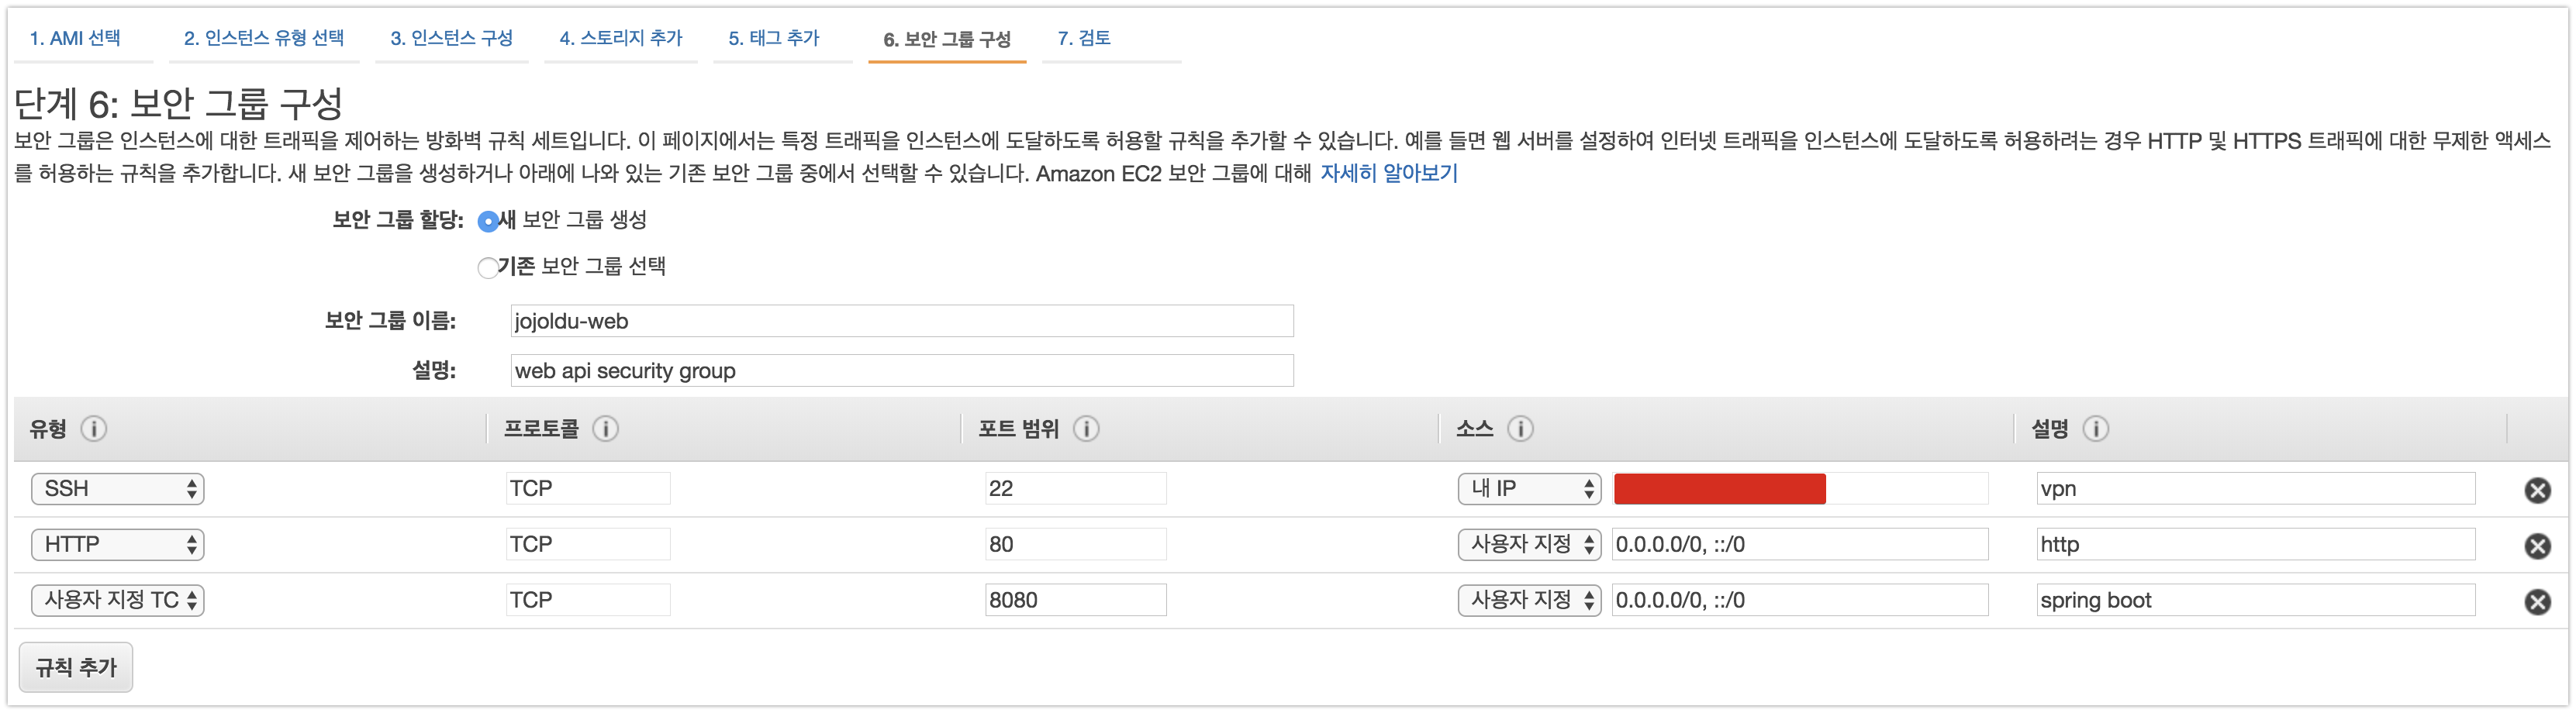 1. AMI 선택 2. 인스턴스 유형 선택 3. 인스턴스 구성 4. 스토리지 추가 5. 태그 추가 6. 보안 그룹 구성 7. 검토
단계 6: 보안 그룹 구성
보안 그룹은 인스턴스에 대한 트래픽을 제어하는 방화벽 규칙 세트입니다. 이 페이지에서는 특정 트래픽을 인스턴스에 도달하도록 허용할 규칙을 추가할 수 있습니다. 예를 들면 웹 서버를 설정하여 인터넷 트래픽을 인스턴스에 도달하도록 허용하려는 경우 HTTP 및 HTTPS 트래픽에 대한 무제한 액세스
를 허용하는 규칙을 추가합니다. 새 보안 그룹을 생성하거나 아래에 나와 있는 기존 보안 그룹 중에서 선택할 수 있습니다. Amazon EC2 보안 그룹에 대해 자세히 알아보기
보안 그룹 할당: 새 보안 그룹 생성
기존 보안 그룹 선택
보안 그룹 이름: jojoldu-web
설명: web api security group
유형 프로토콜 포트 범위 소스 설명
SSH TCP 22 내 IP vpn
HTTP TCP 80 사용자 지정 0.0.0.0/0, ::/0 http
사용자 지정 TC TCP 8080 사용자 지정 0.0.0.0/0, ::/0 spring boot
규칙 추가